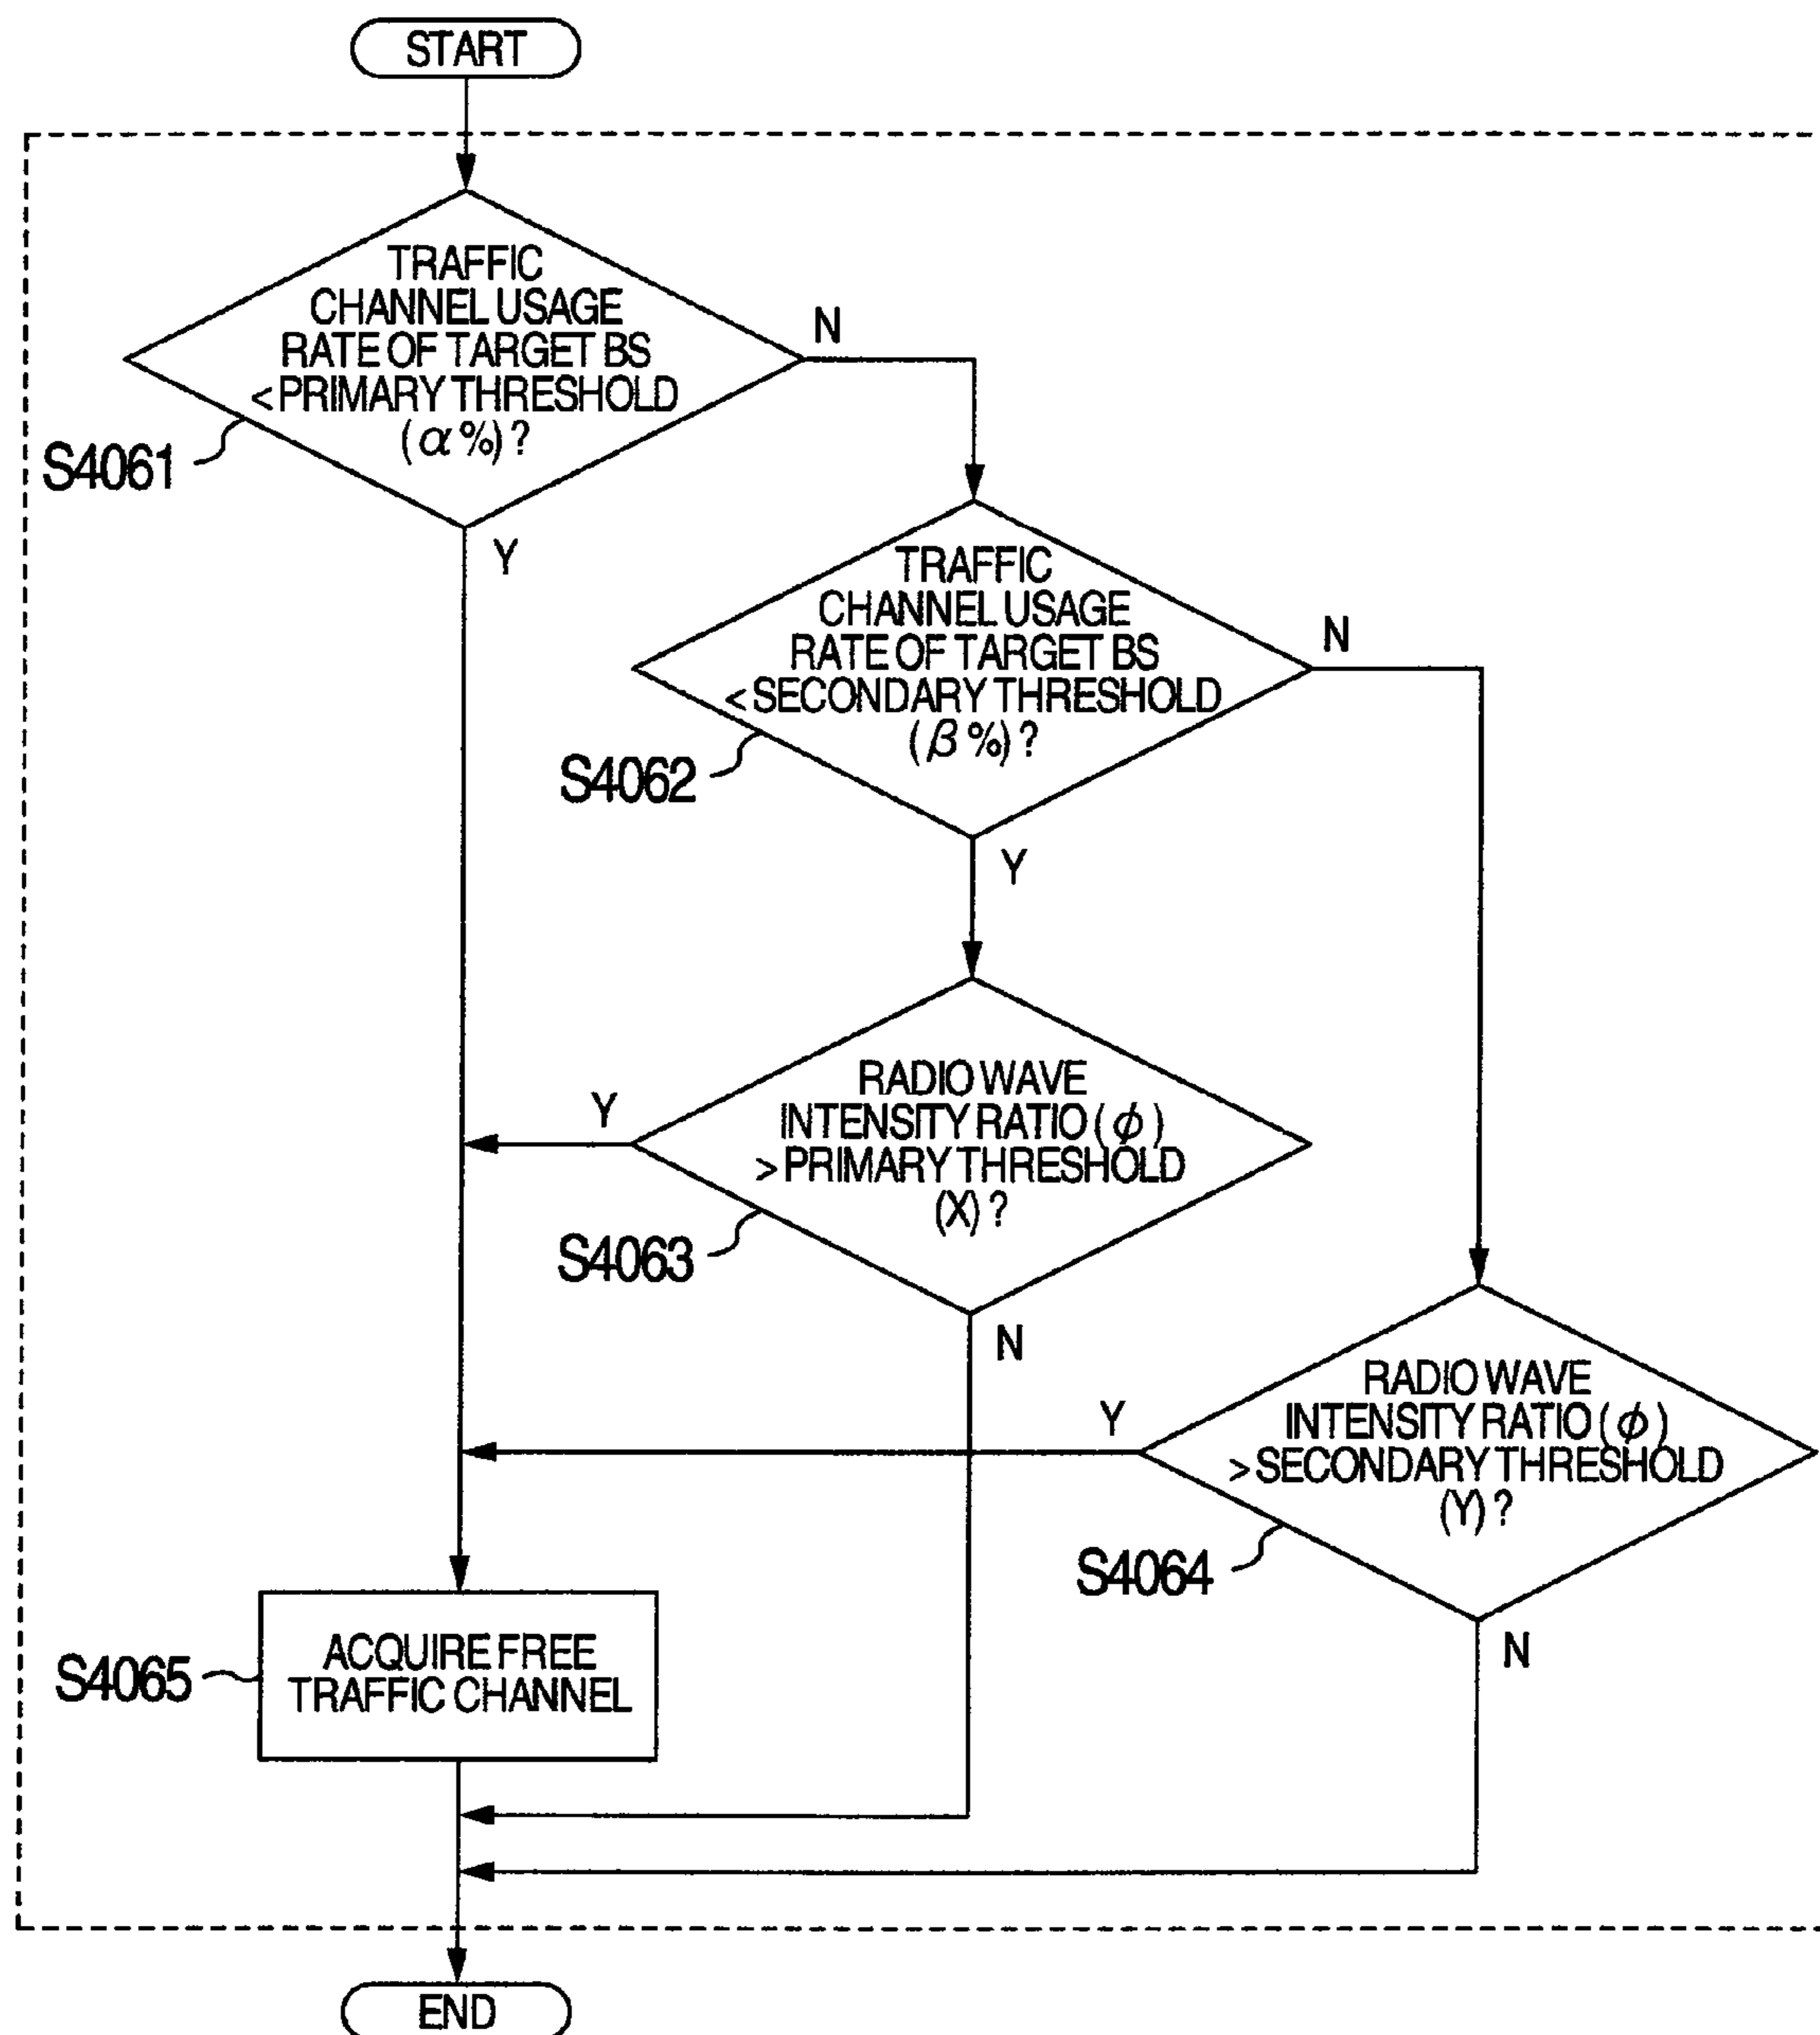 START
TRAFFIC
CHANNEL USAGE
RATE OF TARGET BS
< PRIMARY THRESHOLD
(α %) ?
N
S4061
Y
TRAFFIC
CHANNEL USAGE
RATE OF TARGET BS
< SECONDARY THRESHOLD
(β %) ?
N
S4062
Y
RADIO WAVE
INTENSITY RATIO (ϕ)
> PRIMARY THRESHOLD
(X) ?
Y
S4063
N
RADIO WAVE
INTENSITY RATIO (ϕ)
> SECONDARY THRESHOLD
(Y) ?
Y
S4064
N
ACQUIRE FREE
TRAFFIC CHANNEL
S4065
END